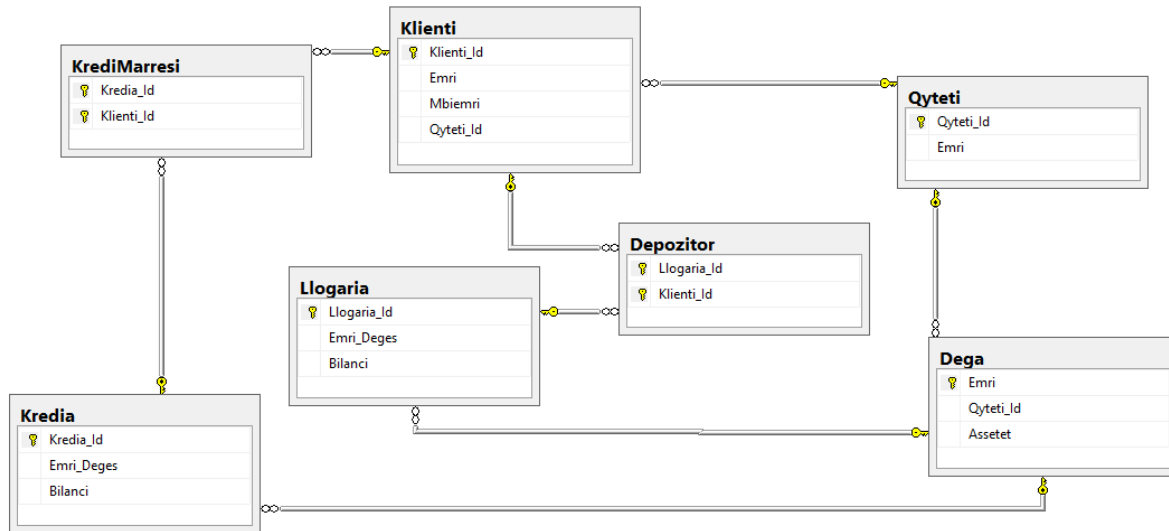 KrediMarresi
Kredia_Id
Klienti_Id
Klienti
Klienti_Id
Emri
Mbiemri
Qyteti_Id
Qyteti
Qyteti_Id
Emri
Depozitor
Llogaria_Id
Klienti_Id
Llogaria
Llogaria_Id
Emri_Deges
Bilanci
Dega
Emri
Qyteti_Id
Assetet
Kredia
Kredia_Id
Emri_Deges
Bilanci